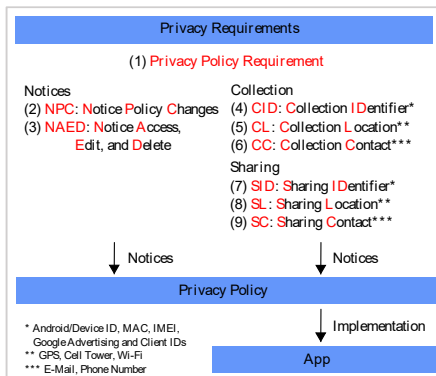 Privacy Requirements
(1) Privacy Policy Requirement
Notices
(2) NPC: Notice Policy Changes
(3) NAED: Notice Access,
Edit, and Delete
Collection
(4) CID: Collection IDentifier*
(5) CL: Collection Location**
(6) CC: Collection Contact***
Sharing
(7) SID: Sharing IDentifier*
(8) SL: Sharing Location**
(9) SC: Sharing Contact***
Notices
Notices
Privacy Policy
* Android/Device ID, MAC, IMEI,
Google Advertising and Client IDs
** GPS, Cell Tower, Wi-Fi
*** E-Mail, Phone Number
Implementation
App